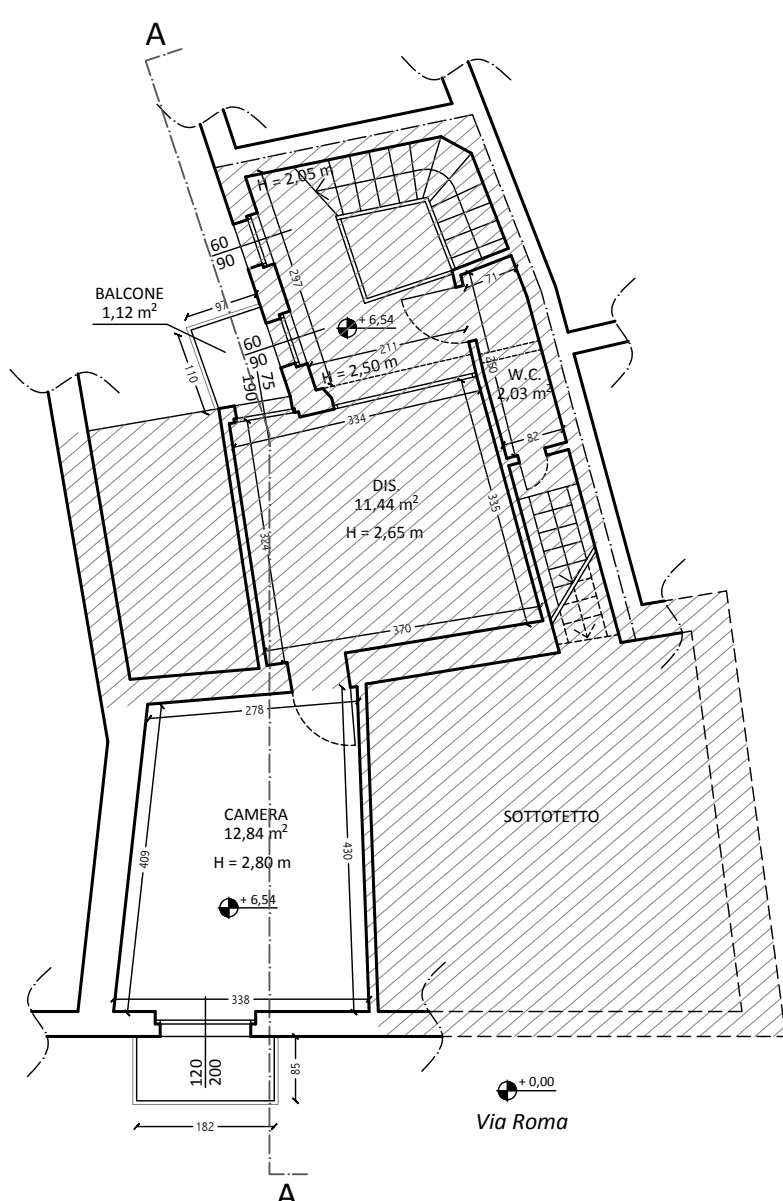 A
H = 2,05 m
60
90
297
71
BALCONE
1,12 m²
97
+ 6,54
60
90
211
110
H = 2,50 m
250
W.C.
2,03 m²
75
190
334
82
DIS.
11,44 m²
H = 2,65 m
335
324
370
278
CAMERA
12,84 m²
H = 2,80 m
SOTTOTETTO
409
430
+ 6,54
338
120
200
85
+ 0,00
Via Roma
182
A